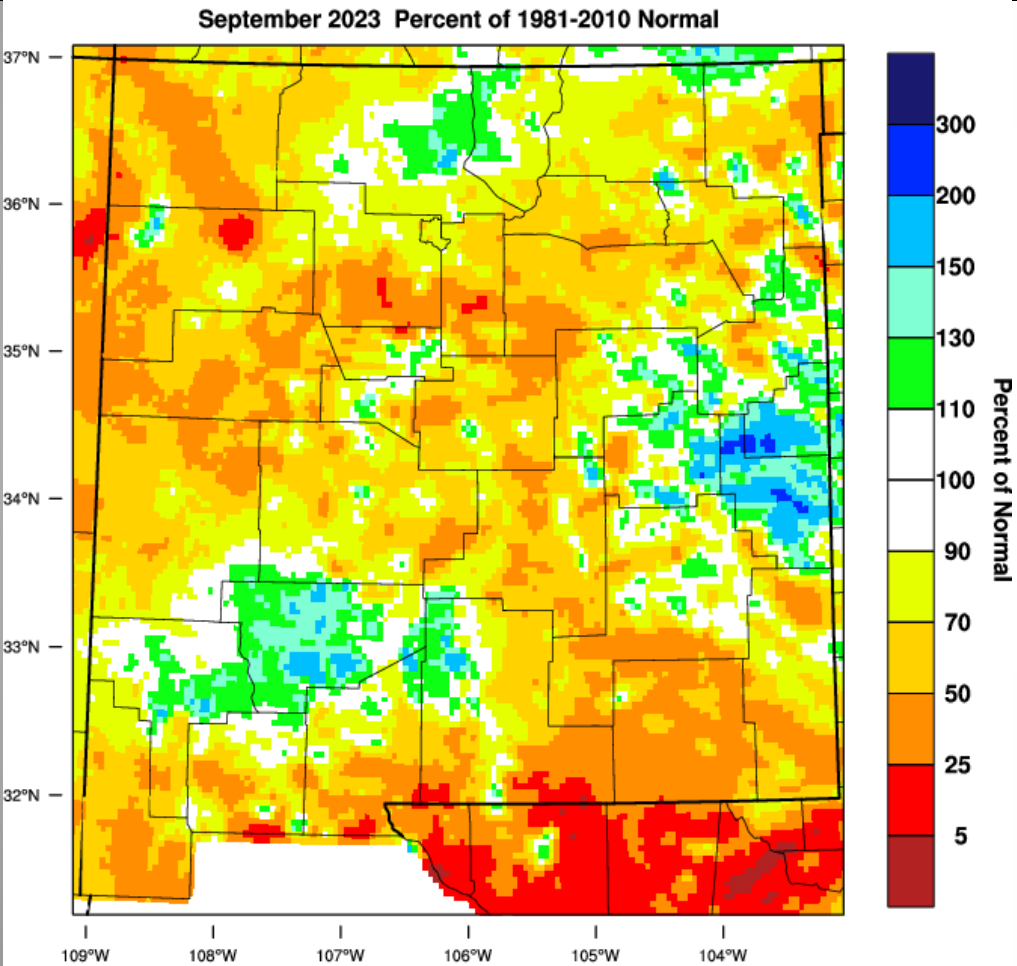 September 2023 Percent of 1981-2010 Normal
37°N
36°N
35°N
34°N
33°N
32°N
109°W
108°W
107°W
106°W
105°W
104°W
300
200
150
130
110
100
90
70
50
25
5
Percent of Normal